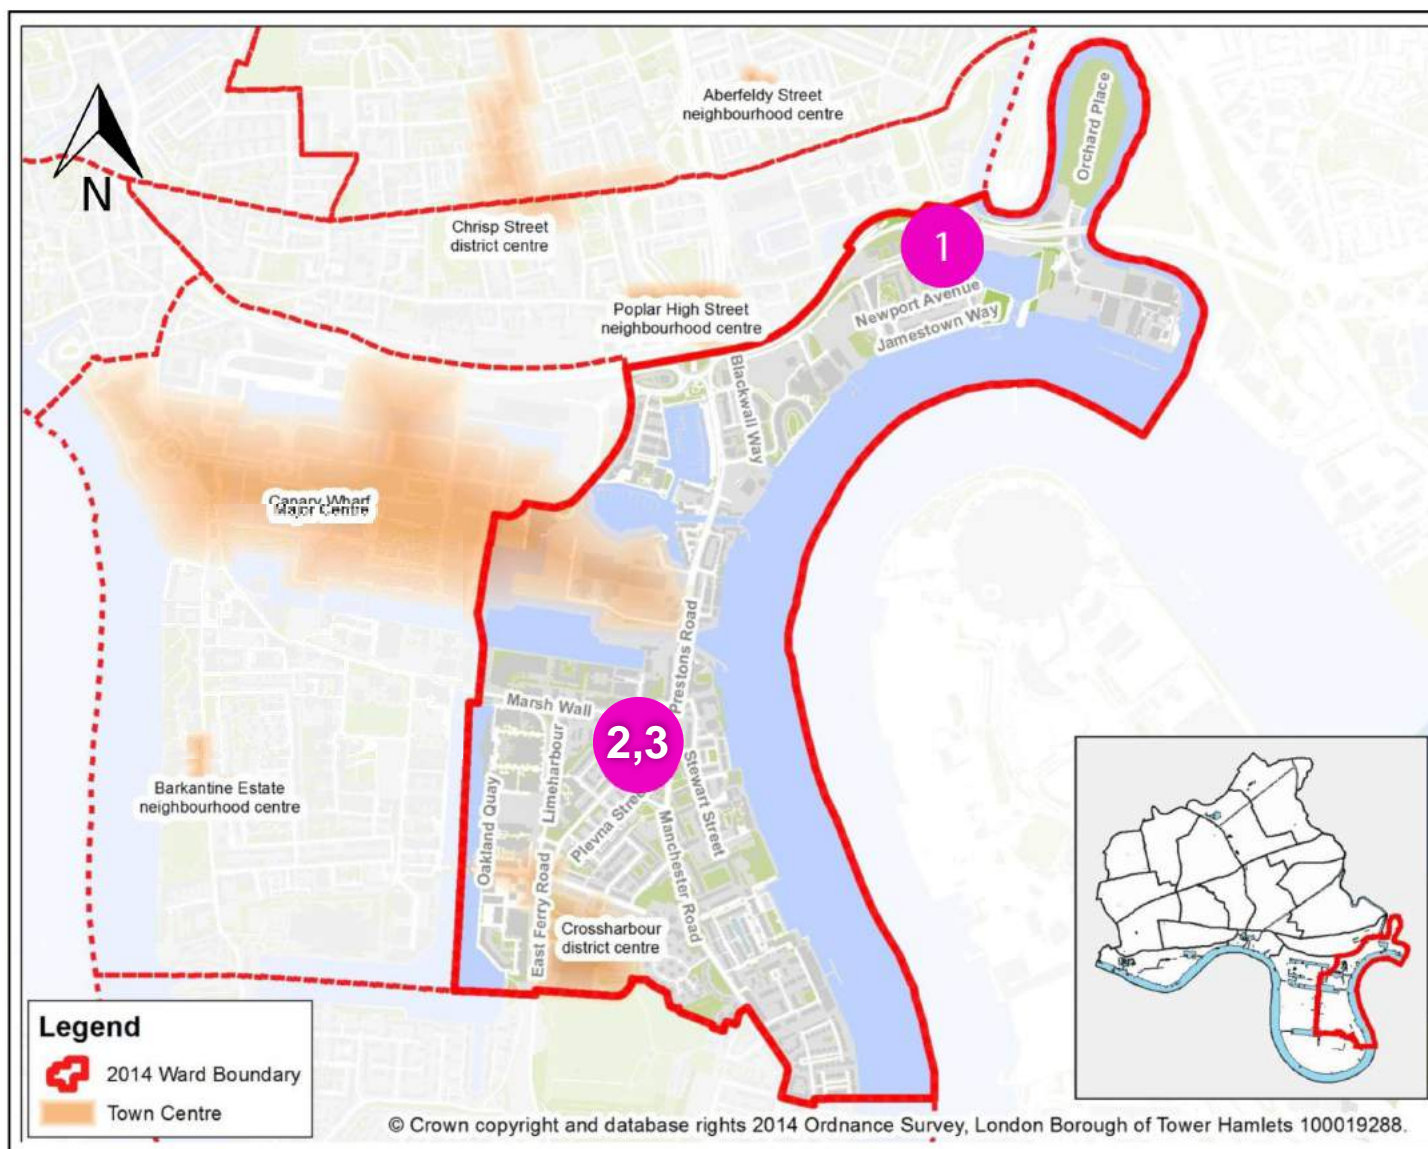 Aberfeldy Street
neighbourhood centre
Orchard Place
N
Chrisp Street
district centre
1
Poplar High Street
neighbourhood centre
Newport Avenue
Jamestown Way
Blackwall Way
Canary Wharf
Major Centre
Prestons Road
Marsh Wall
2,3
Limeharbour
Stewart Street
Barkantine Estate
neighbourhood centre
Oakland Quay
Plevna Street
Manchester Road
East Ferry Road
Crossharbour
district centre
Legend
2014 Ward Boundary
Town Centre
© Crown copyright and database rights 2014 Ordnance Survey, London Borough of Tower Hamlets 100019288.